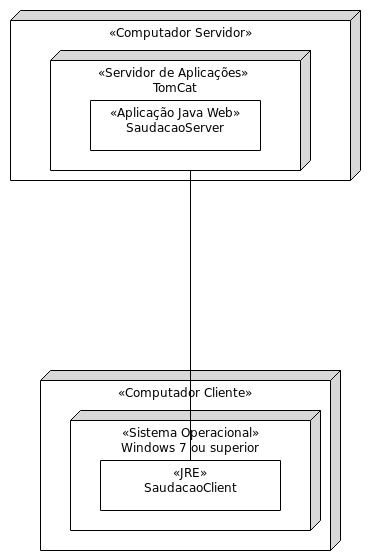 «Computador Servidor»
«Servidor de Aplicações»
TomCat
«Aplicação Java Web»
SaudacaoServer
«Computador Cliente»
«Sistema Operacional»
Windows 7 ou superior
«JRE»
SaudacaoClient